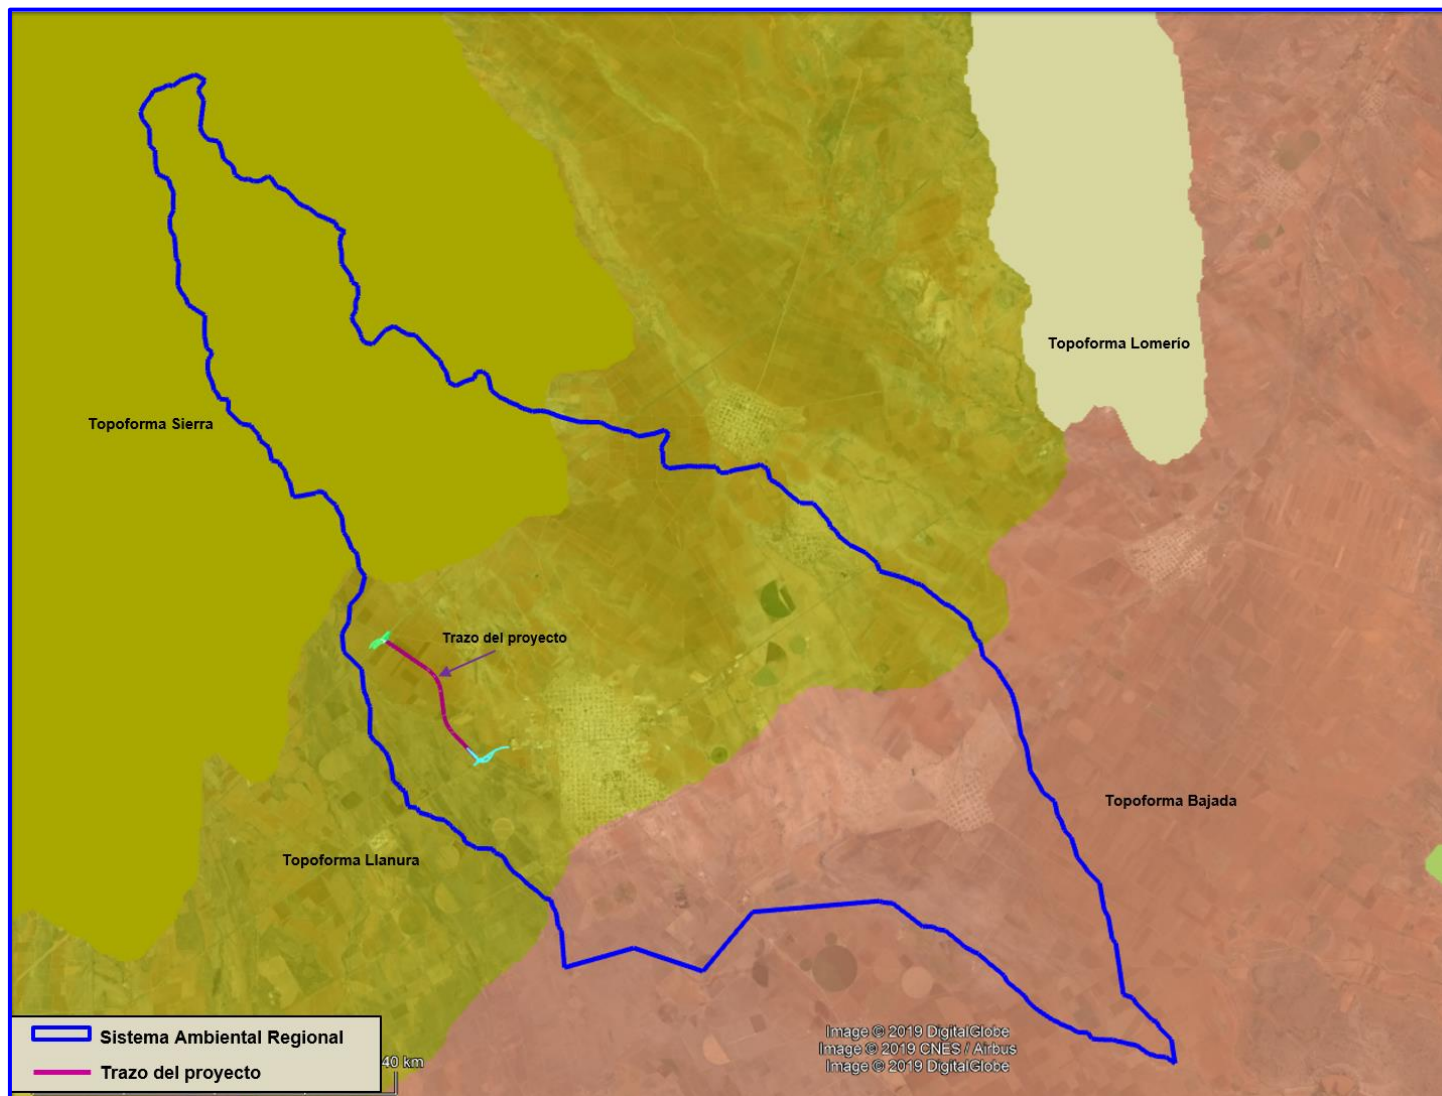 Topoforma Lomerio
Topoforma Sierra
Trazo del proyecto
Topoforma Bajada
Topoforma Llanura
Sistema Ambiental Regional
Trazo del proyecto
40 km
Image © 2019 DigitalGlobe
Image © 2019 CNES / Airbus
Image © 2019 DigitalGlobe